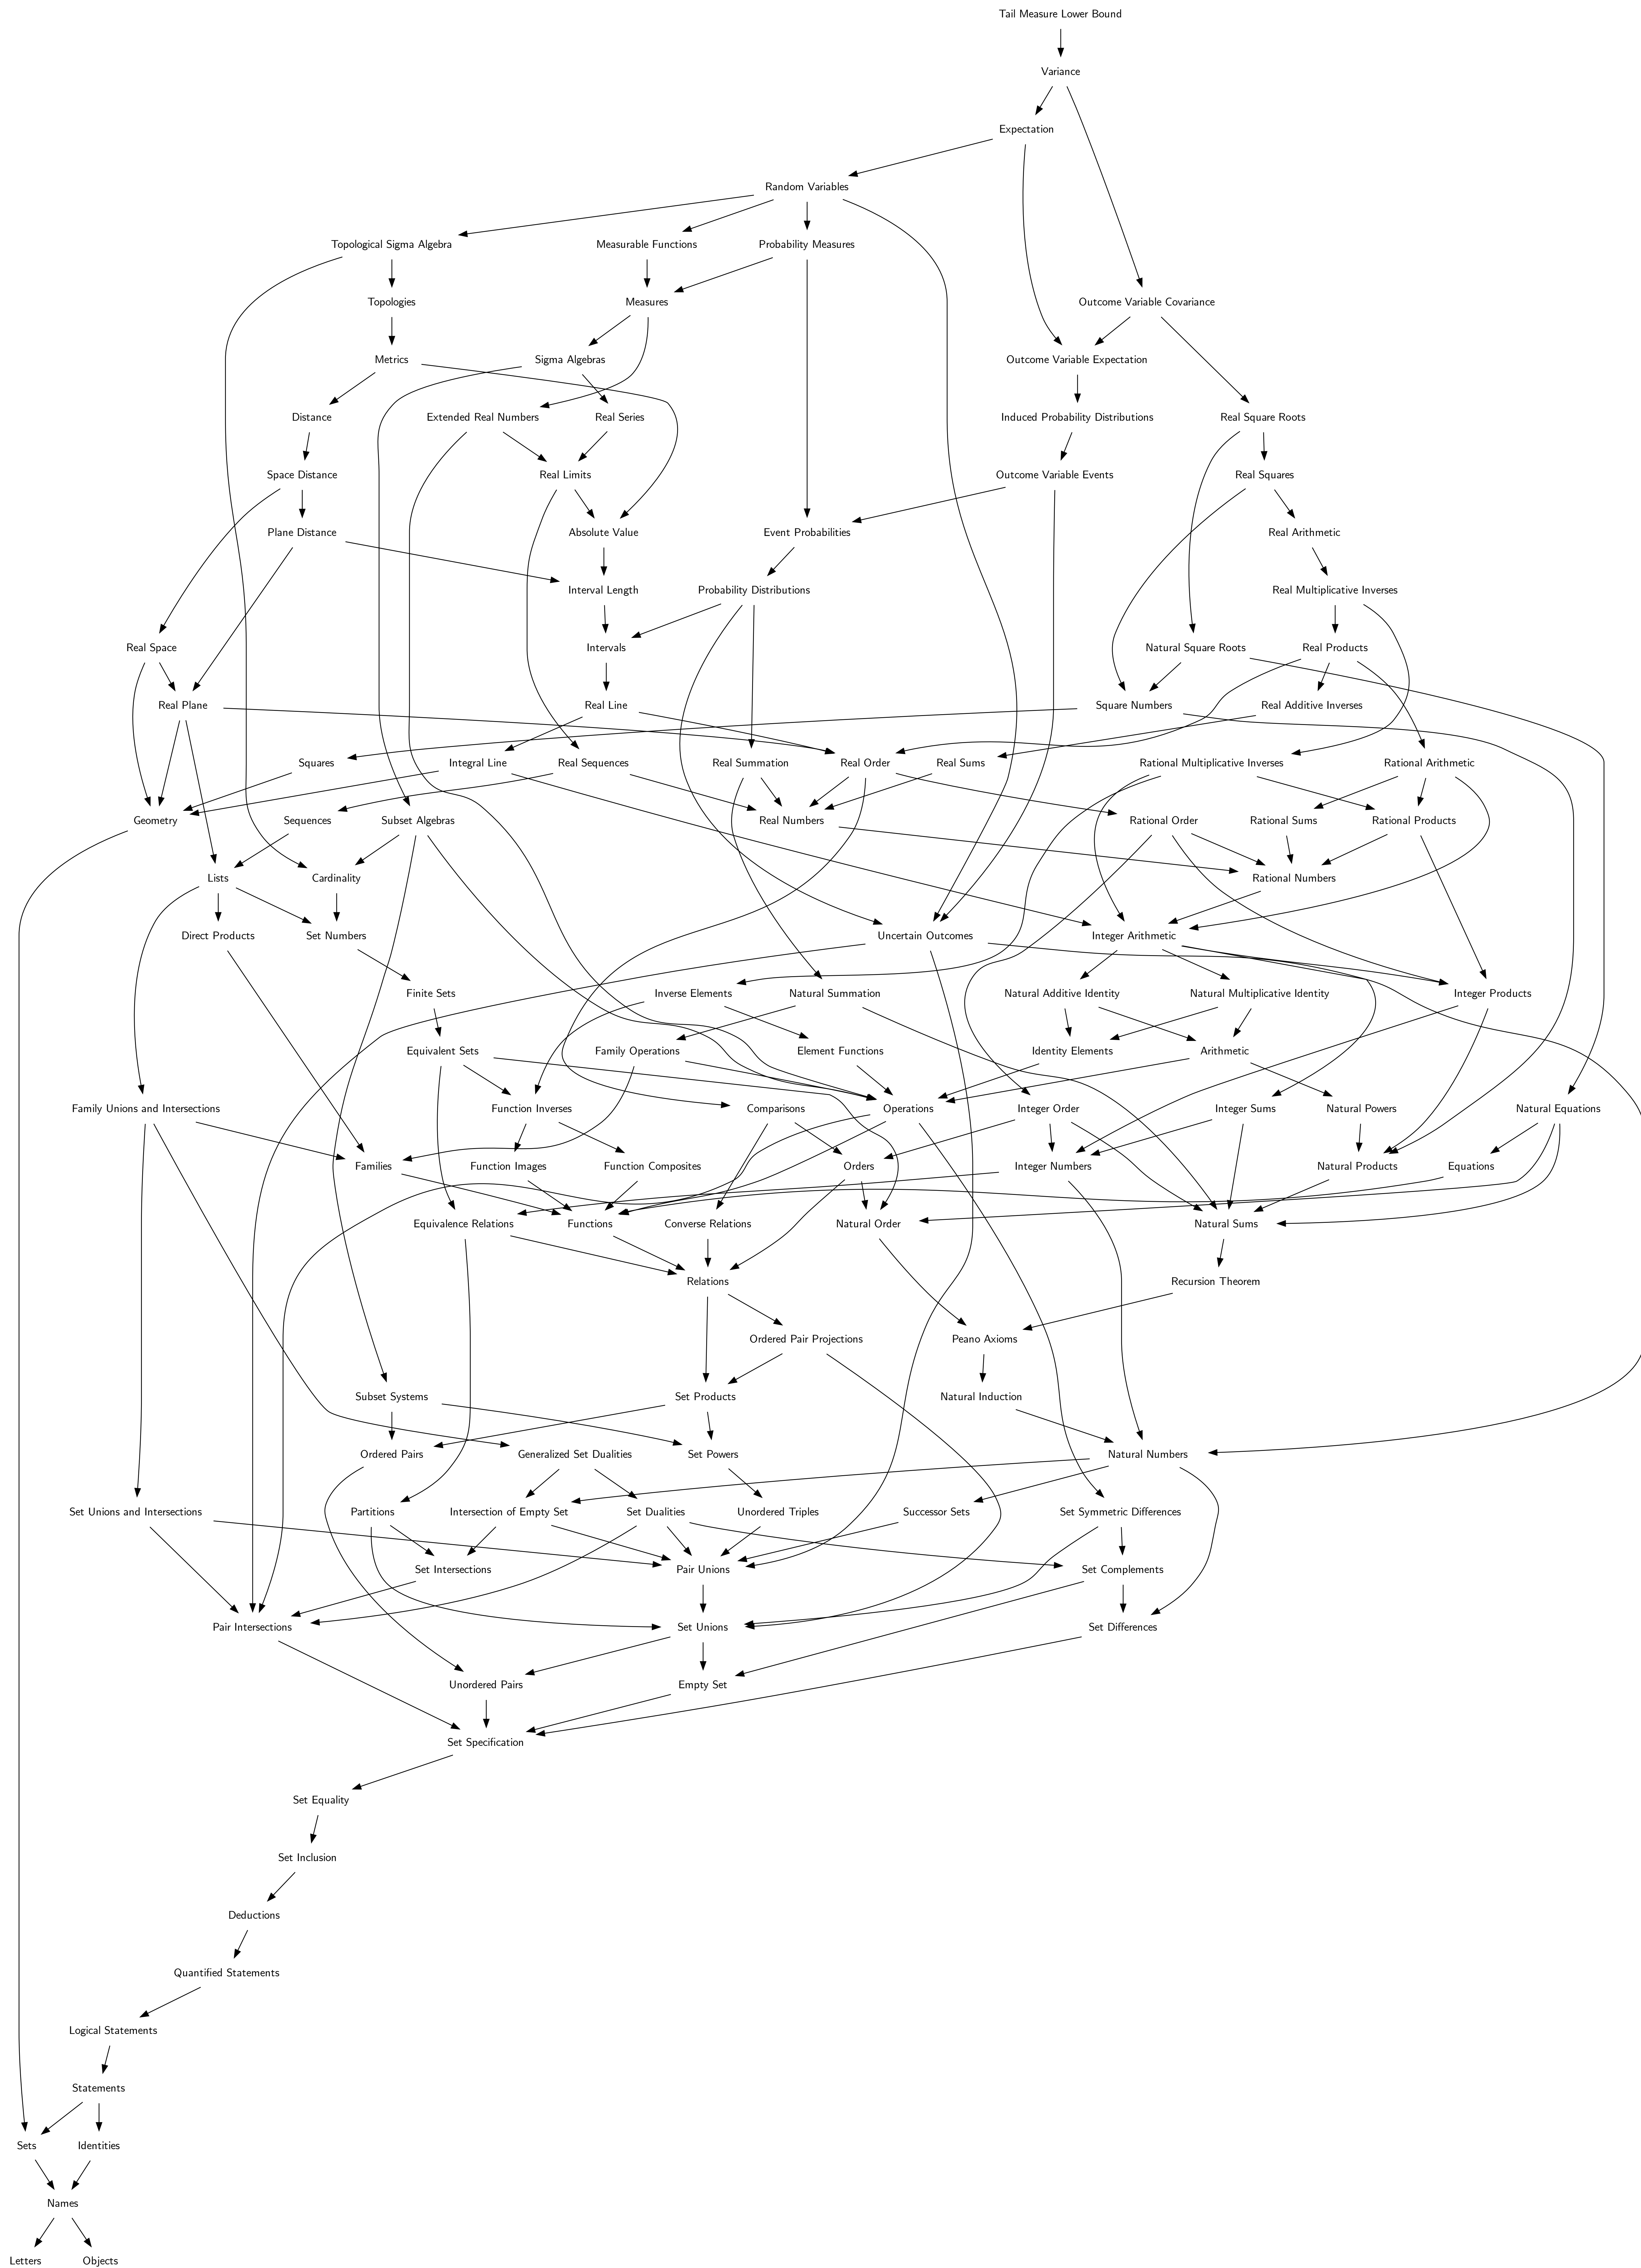 Tail Measure Lower Bound
Variance
Expectation
Random Variables
Topological Sigma Algebra
Measurable Functions
Probability Measures
Topologies
Measures
Outcome Variable Covariance
Metrics
Sigma Algebras
Outcome Variable Expectation
Distance
Extended Real Numbers
Real Series
Induced Probability Distributions
Real Square Roots
Space Distance
Real Limits
Outcome Variable Events
Real Squares
Plane Distance
Absolute Value
Event Probabilities
Real Arithmetic
Interval Length
Probability Distributions
Real Multiplicative Inverses
Real Space
Intervals
Natural Square Roots
Real Products
Real Plane
Real Line
Square Numbers
Real Additive Inverses
Squares
Integral Line
Real Sequences
Real Summation
Real Order
Real Sums
Rational Multiplicative Inverses
Rational Arithmetic
Geometry
Sequences
Subset Algebras
Real Numbers
Rational Order
Rational Sums
Rational Products
Lists
Cardinality
Rational Numbers
Direct Products
Set Numbers
Uncertain Outcomes
Integer Arithmetic
Finite Sets
Inverse Elements
Natural Summation
Natural Additive Identity
Natural Multiplicative Identity
Integer Products
Equivalent Sets
Family Operations
Element Functions
Identity Elements
Arithmetic
Family Unions and Intersections
Function Inverses
Comparisons
Operations
Integer Order
Integer Sums
Natural Powers
Natural Equations
Families
Function Images
Function Composites
Orders
Integer Numbers
Natural Products
Equations
Equivalence Relations
Functions
Converse Relations
Natural Order
Natural Sums
Relations
Recursion Theorem
Ordered Pair Projections
Peano Axioms
Subset Systems
Set Products
Natural Induction
Ordered Pairs
Generalized Set Dualities
Set Powers
Natural Numbers
Set Unions and Intersections
Partitions
Intersection of Empty Set
Set Dualities
Unordered Triples
Successor Sets
Set Symmetric Differences
Set Intersections
Pair Unions
Set Complements
Pair Intersections
Set Unions
Set Differences
Unordered Pairs
Empty Set
Set Specification
Set Equality
Set Inclusion
Deductions
Quantified Statements
Logical Statements
Statements
Sets
Identities
Names
Letters
Objects